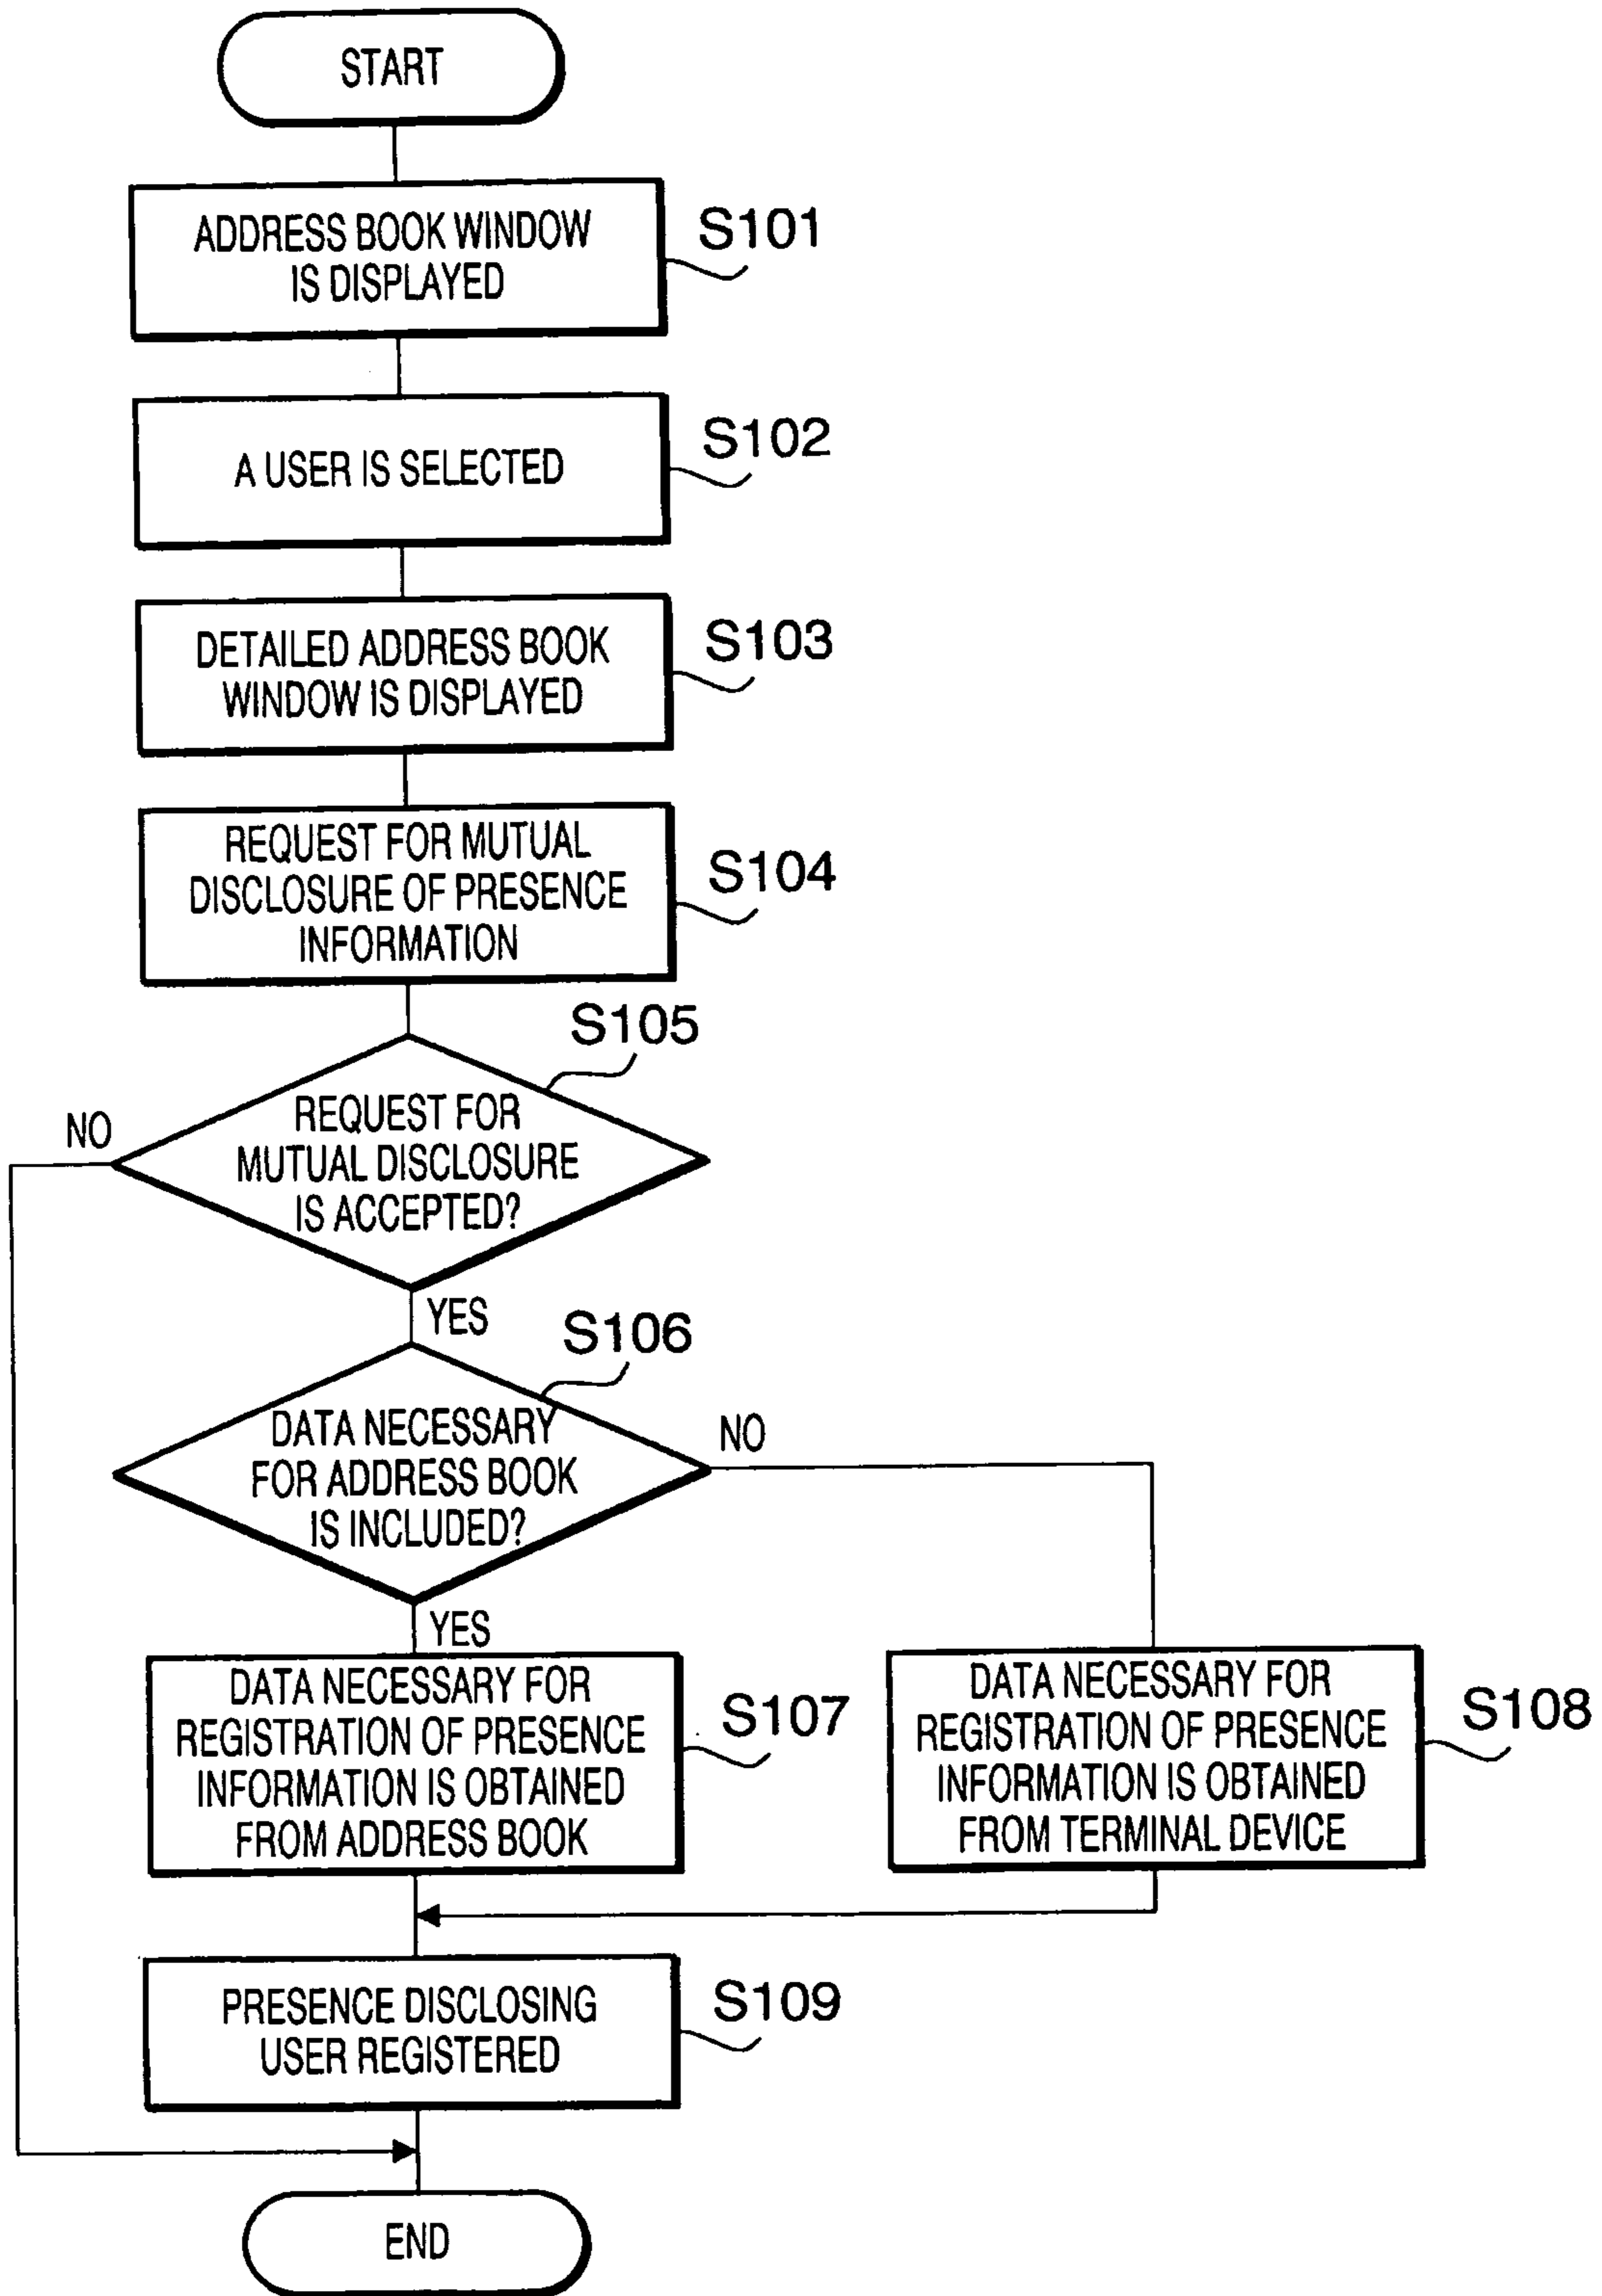 START
ADDRESS BOOK WINDOW
IS DISPLAYED
S101
A USER IS SELECTED
S102
DETAILED ADDRESS BOOK
WINDOW IS DISPLAYED
S103
REQUEST FOR MUTUAL
DISCLOSURE OF PRESENCE
INFORMATION
S104
S105
REQUEST FOR
MUTUAL DISCLOSURE
IS ACCEPTED?
NO
YES
S106
DATA NECESSARY
FOR ADDRESS BOOK
IS INCLUDED?
NO
YES
DATA NECESSARY FOR
REGISTRATION OF PRESENCE
INFORMATION IS OBTAINED
FROM ADDRESS BOOK
S107
DATA NECESSARY FOR
REGISTRATION OF PRESENCE
INFORMATION IS OBTAINED
FROM TERMINAL DEVICE
S108
PRESENCE DISCLOSING
USER REGISTERED
S109
END